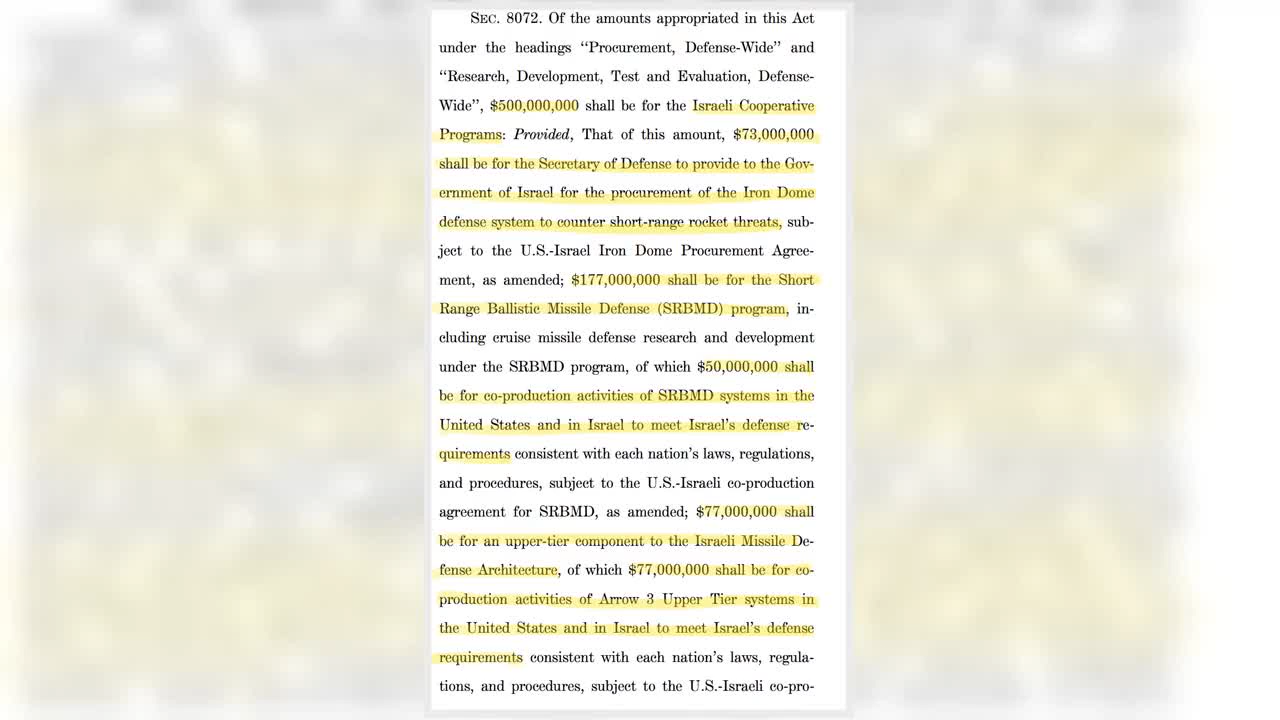 SEC. 8072. Of the amounts appropriated in this Act
under the headings “Procurement, Defense-Wide” and
“Research, Development, Test and Evaluation, Defense-
Wide”, $500,000,000 shall be for the Israeli Cooperative
Programs: Provided, That of this amount, $73,000,000
shall be for the Secretary of Defense to provide to the Gov-
ernment of Israel for the procurement of the Iron Dome
defense system to counter short-range rocket threats, sub-
ject to the U.S.-Israel Iron Dome Procurement Agree-
ment, as amended; $177,000,000 shall be for the Short
Range Ballistic Missile Defense (SRBMD) program, in-
cluding cruise missile defense research and development
under the SRBMD program, of which $50,000,000 shall
be for co-production activities of SRBMD systems in the
United States and in Israel to meet Israel’s defense re-
quirements consistent with each nation’s laws, regulations,
and procedures, subject to the U.S.-Israeli co-production
agreement for SRBMD, as amended; $77,000,000 shall
be for an upper-tier component to the Israeli Missile De-
fense Architecture, of which $77,000,000 shall be for co-
production activities of Arrow 3 Upper Tier systems in
the United States and in Israel to meet Israel’s defense
requirements consistent with each nation’s laws, regula-
tions, and procedures, subject to the U.S.-Israeli co-pro-